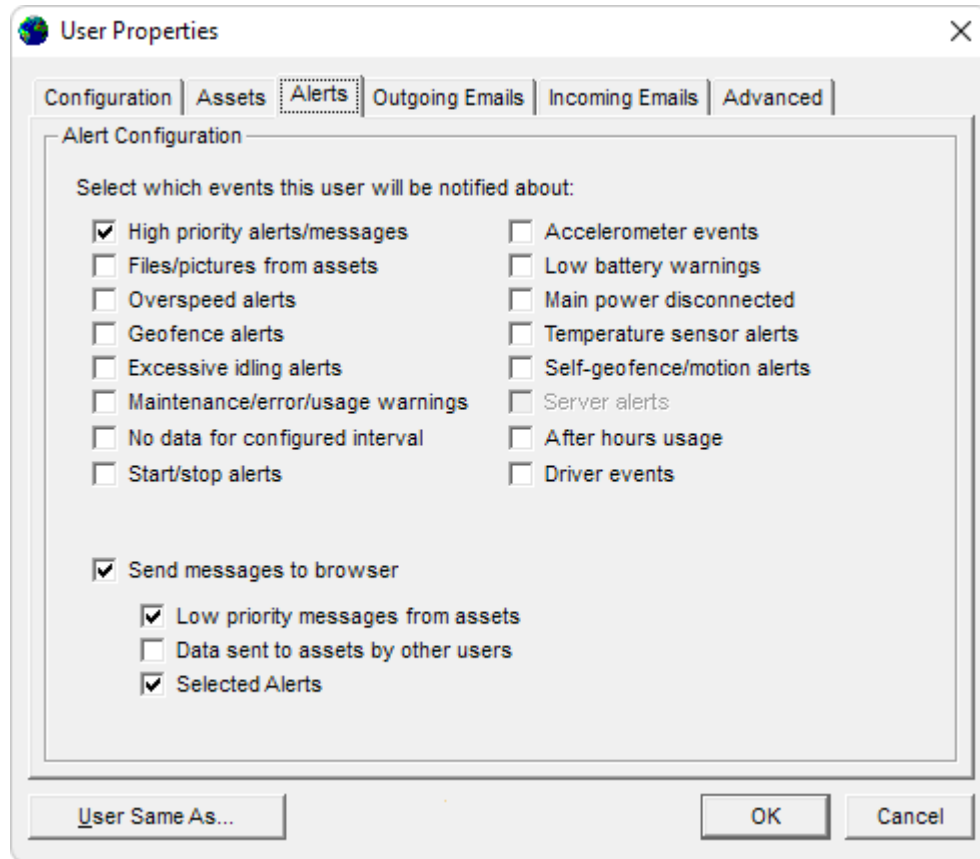 User Properties
Configuration Assets Alerts Outgoing Emails Incoming Emails Advanced
Alert Configuration
Select which events this user will be notified about:
High priority alerts/messages
Files/pictures from assets
Overspeed alerts
Geofence alerts
Excessive idling alerts
Maintenance/error/usage warnings
No data for configured interval
Start/stop alerts
Accelerometer events
Low battery warnings
Main power disconnected
Temperature sensor alerts
Self-geofence/motion alerts
Server alerts
After hours usage
Driver events
Send messages to browser
Low priority messages from assets
Data sent to assets by other users
Selected Alerts
User Same As...
OK
Cancel